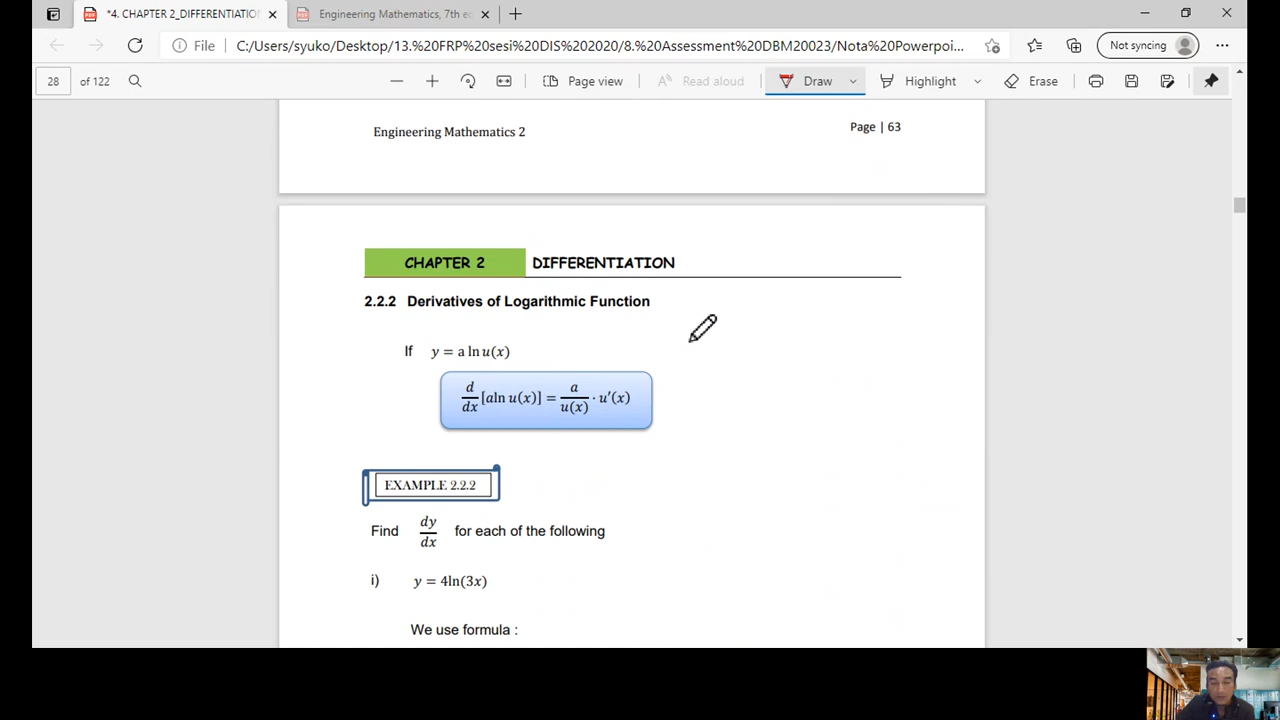 *4. CHAPTER 2_DIFFERENTIATIO
Engineering Mathematics, 7th e
Not syncing
File C:/Users/syuko/Desktop/13.%20FRP%20sesi%20DIS%202020/8.%20Assessment%20DBM20023/Nota%20Powerpoi...
28 of 122
Page view
Read aloud
Draw
Highlight
Erase
Engineering Mathematics 2
Page | 63
CHAPTER 2 DIFFERENTIATION
2.2.2 Derivatives of Logarithmic Function
If y = a ln u(x)
d/dx [aln u(x)] = a/u(x) · u′(x)
EXAMPLE 2.2.2
Find dy/dx for each of the following
i) y = 4ln(3x)
We use formula :